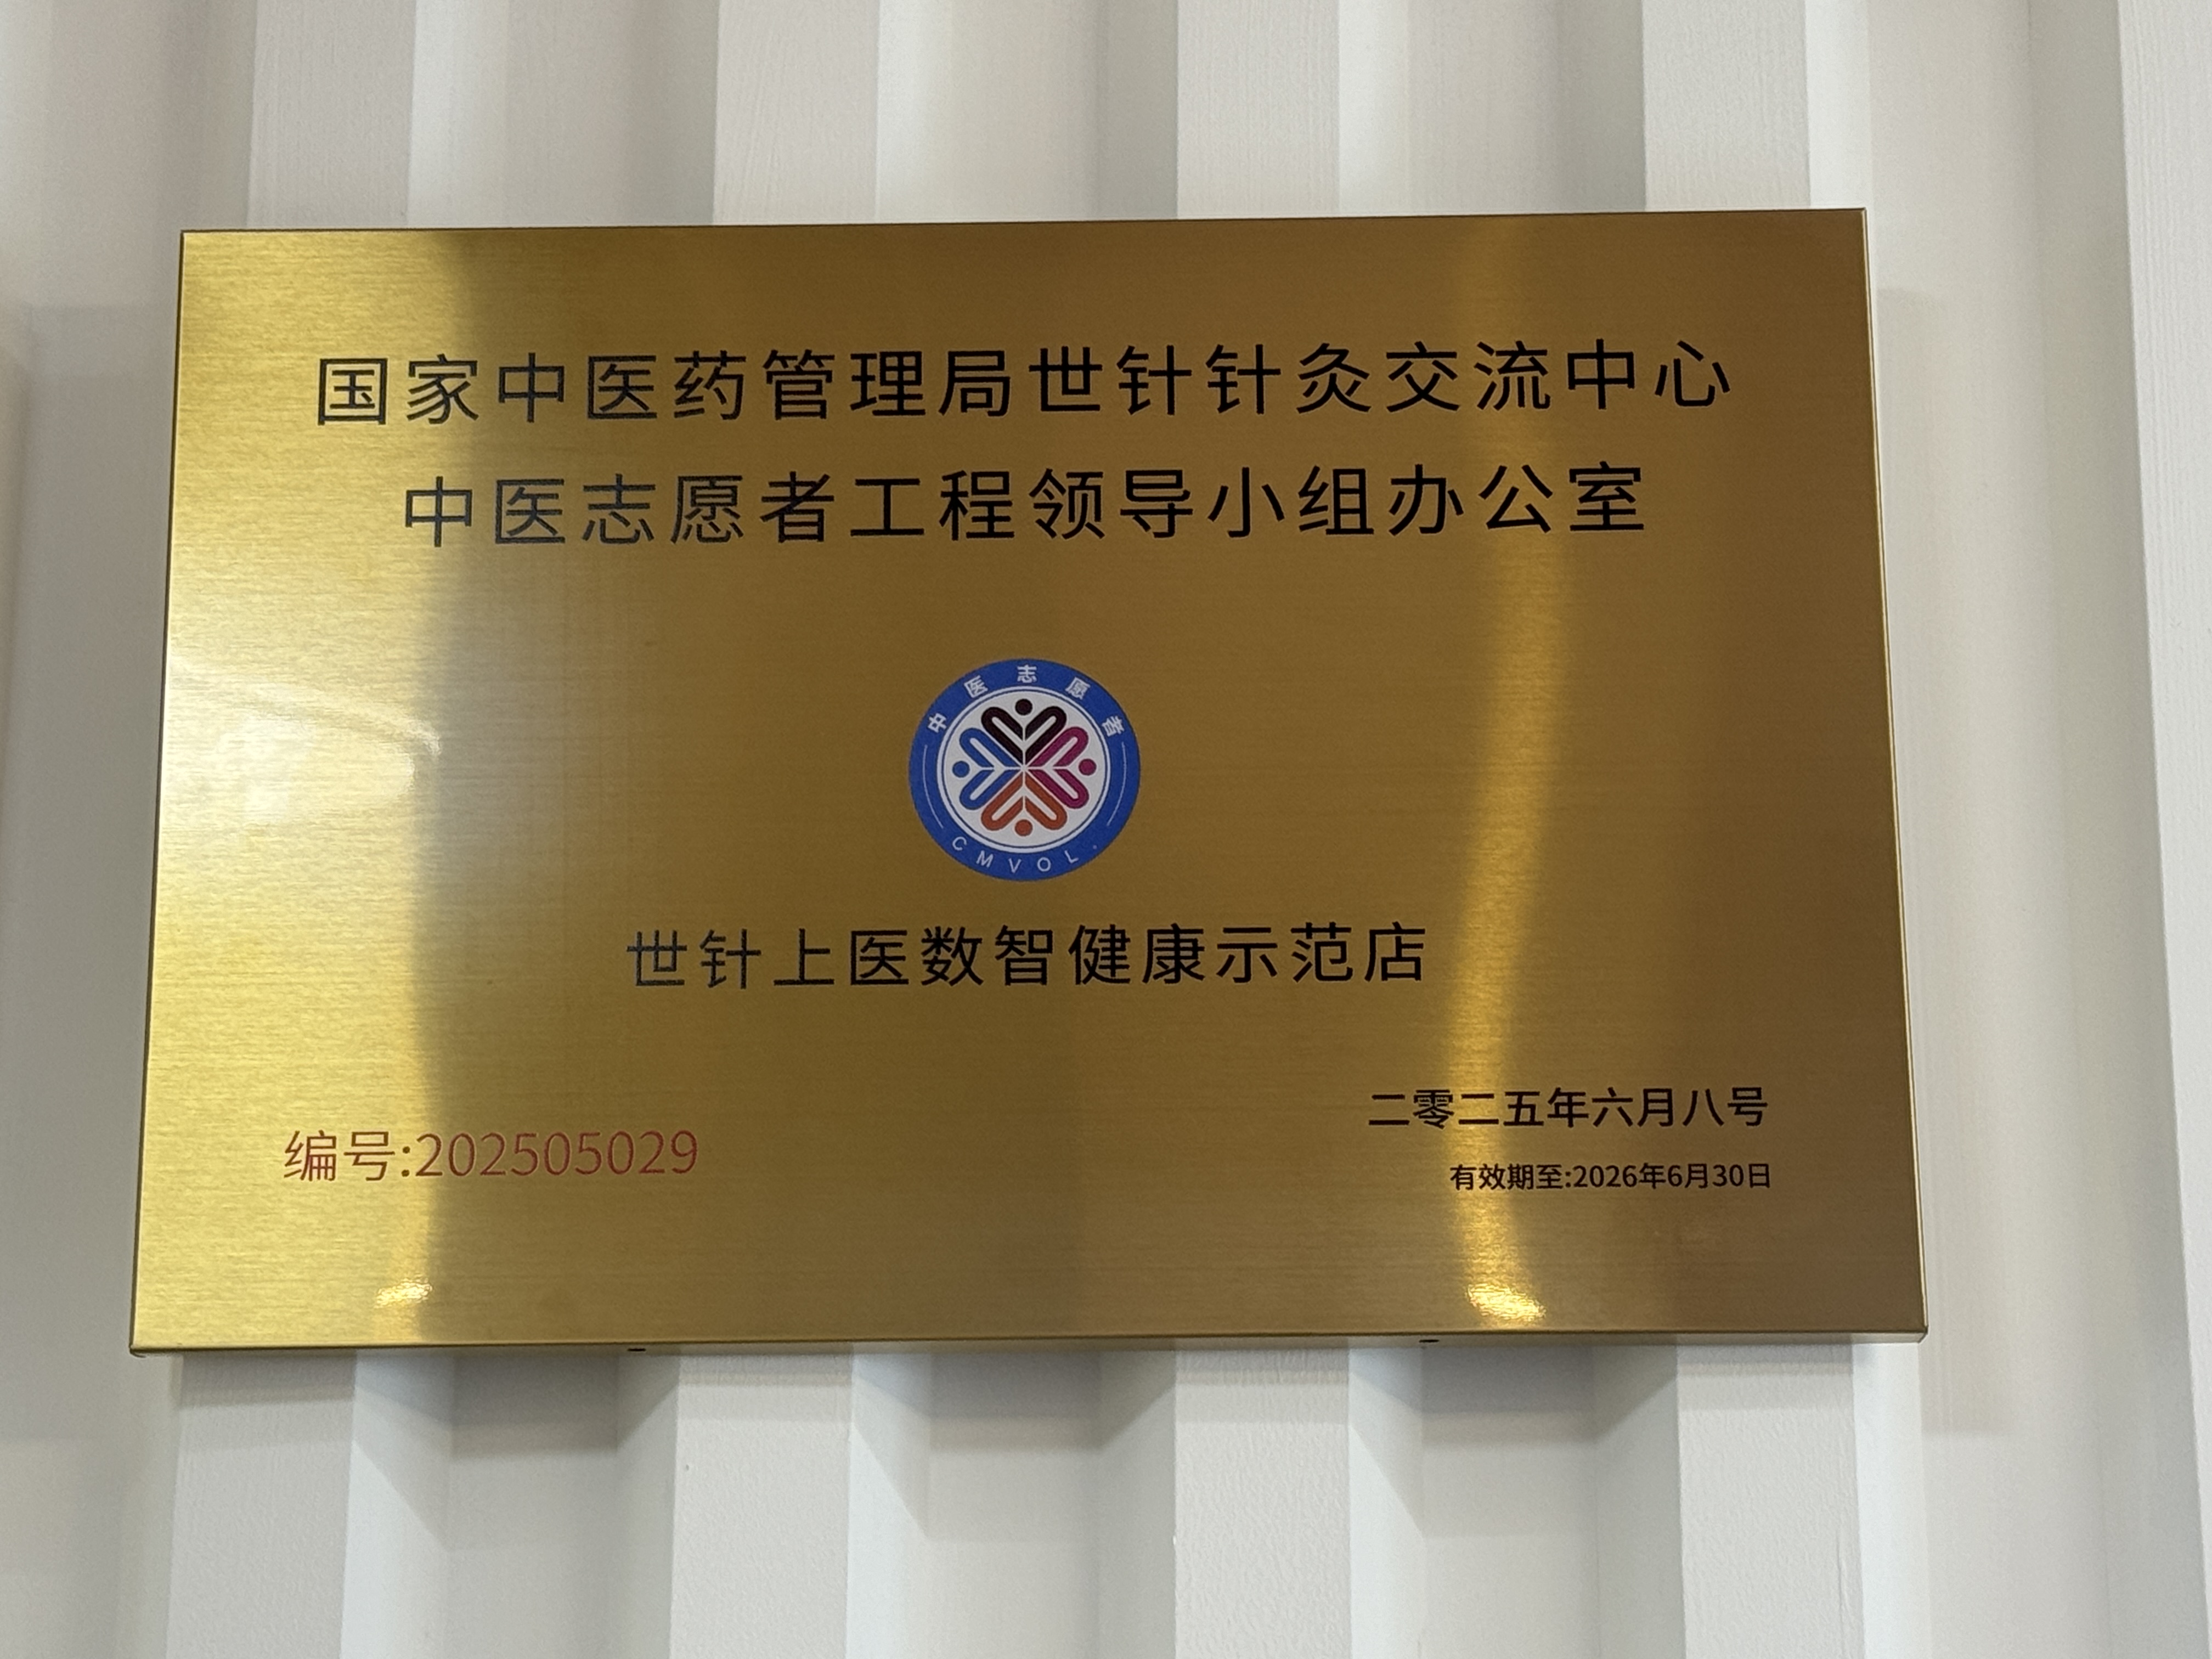 国家中医药管理局世针针灸交流中心
中医志愿者工程领导小组办公室
中医志愿者
CMVOL.
世针上医数智健康示范店
二零二五年六月八号
编号:202505029
有效期至:2026年6月30日